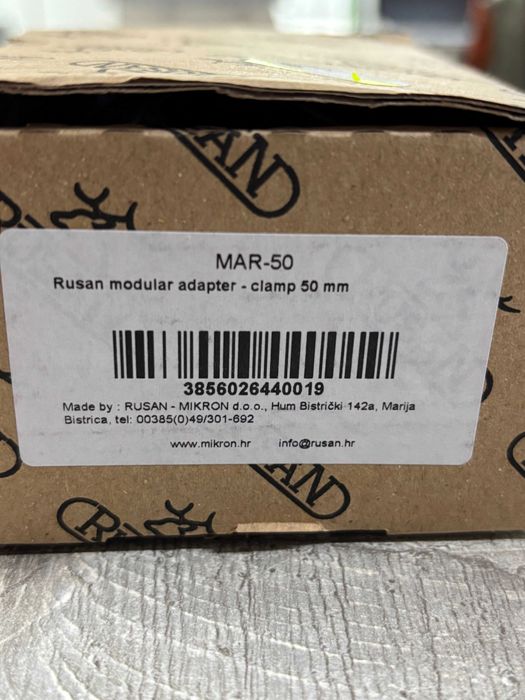 RUSAN
MAR-50
Rusan modular adapter - clamp 50 mm
3856026440019
Made by : RUSAN - MIKRON d.o.o., Hum Bistrički 142a, Marija
Bistrica, tel: 00385(0)49/301-692
www.mikron.hr info@rusan.hr